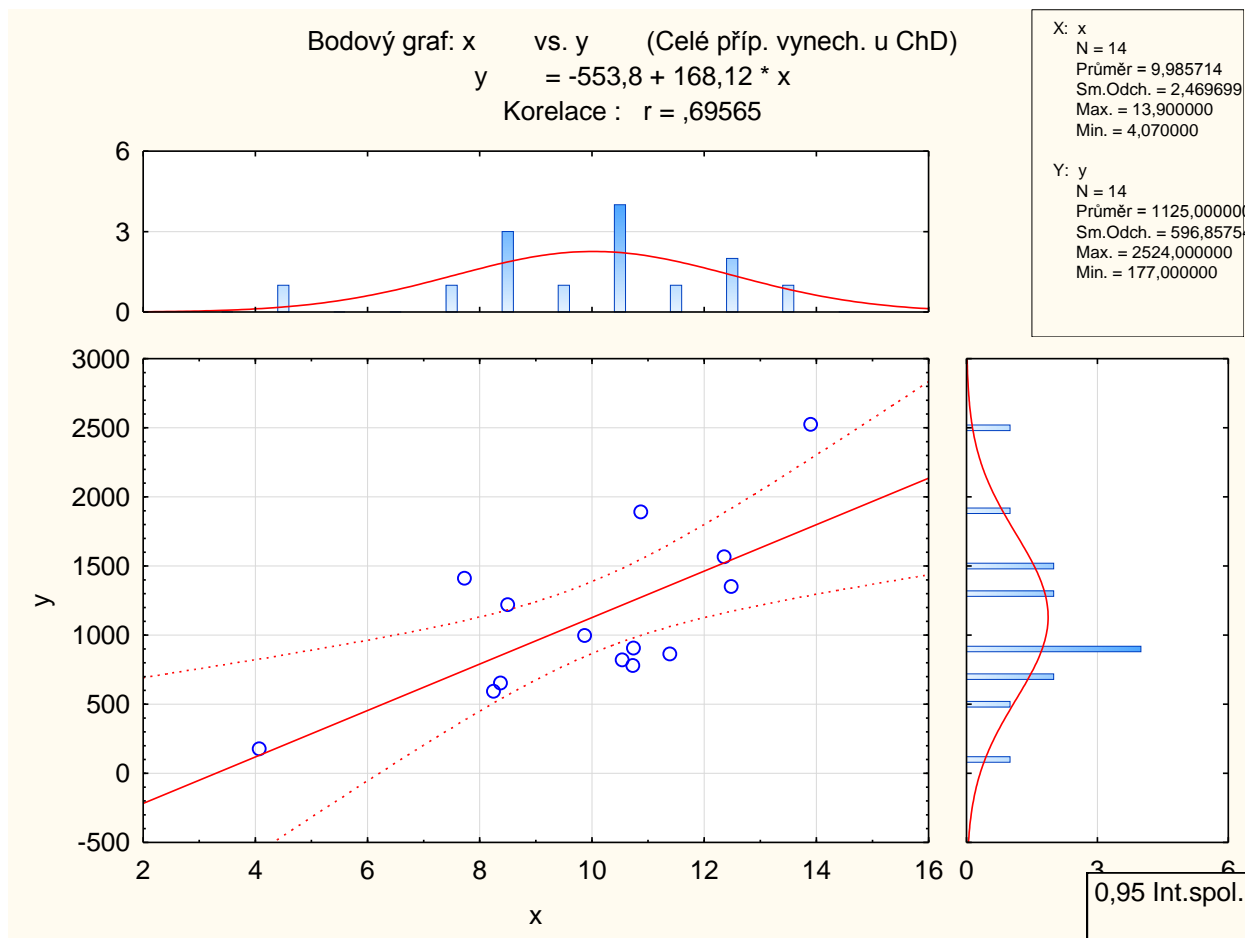 Bodový graf: x vs. y (Celé příp. vynech. u ChD)
y = -553,8 + 168,12 * x
Korelace : r = ,69565
X: x
N = 14
Průměr = 9,985714
Sm.Odch. = 2,469699
Max. = 13,900000
Min. = 4,070000
Y: y
N = 14
Průměr = 1125,000000
Sm.Odch. = 596,85754
Max. = 2524,000000
Min. = 177,000000
6
3
0
3000
2500
2000
1500
1000
500
0
-500
y
2 4 6 8 10 12 14 16
x
0 3 6
0,95 Int.spol.